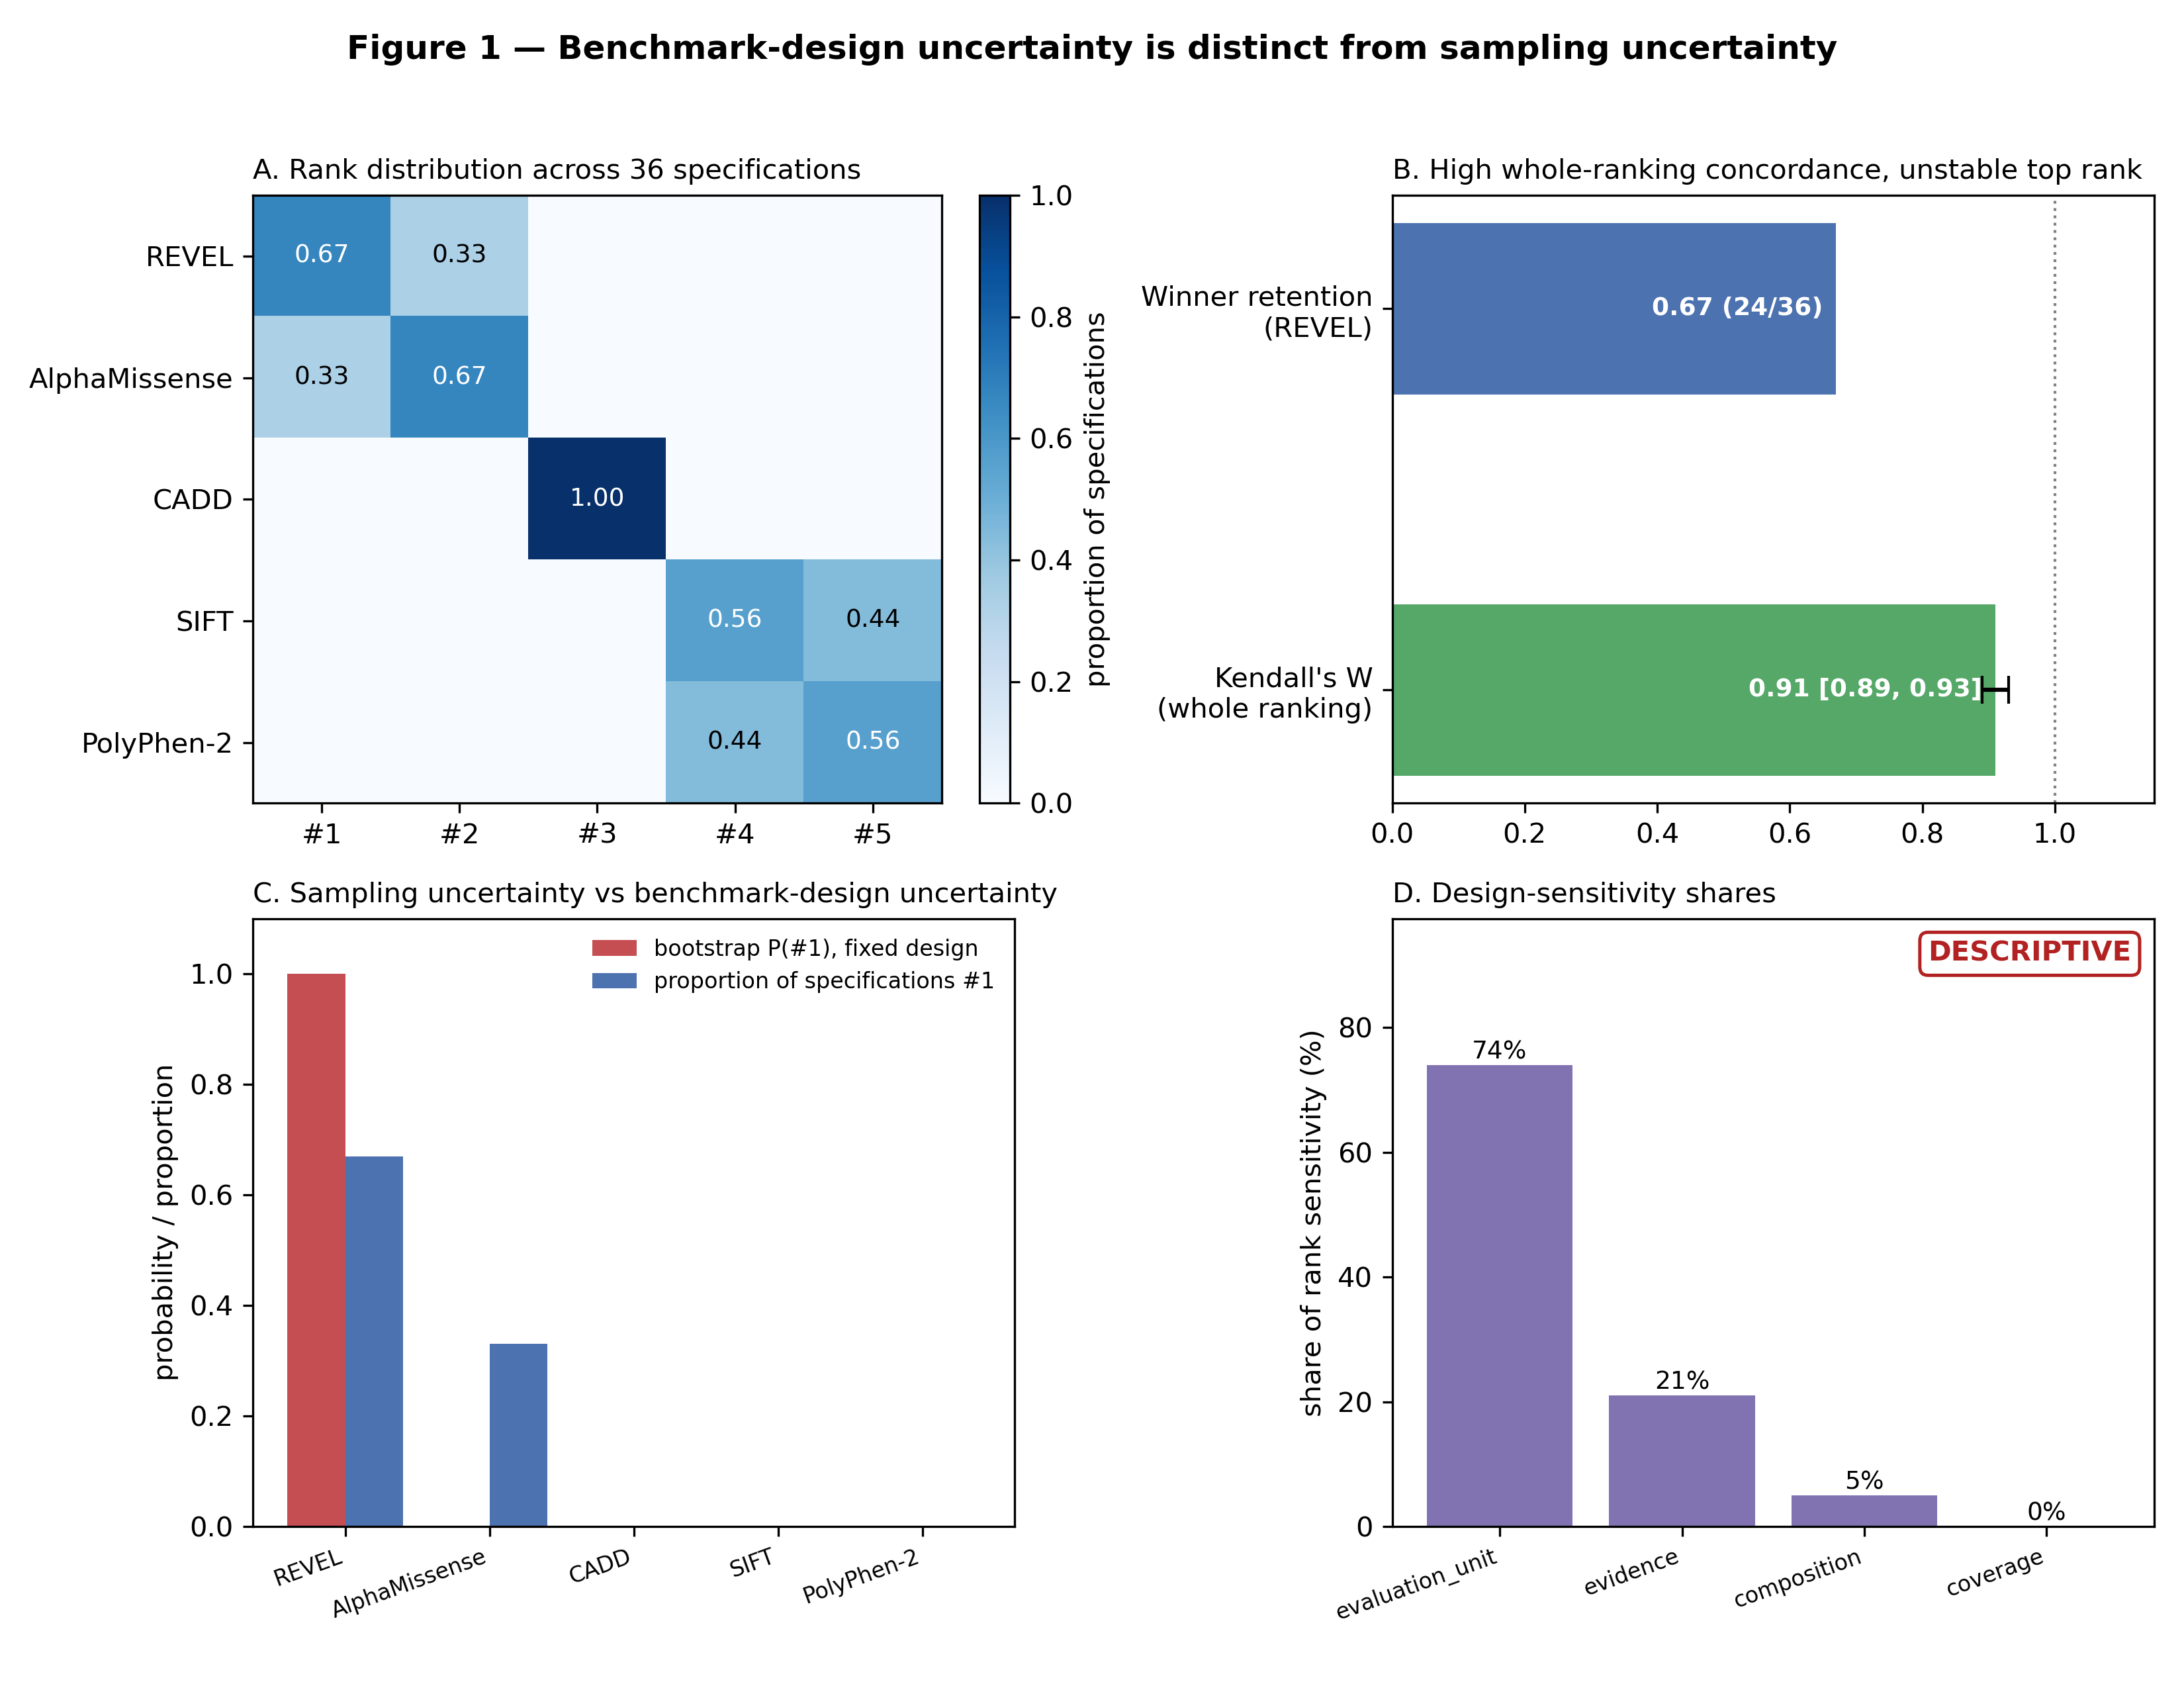 Figure 1 — Benchmark-design uncertainty is distinct from sampling uncertainty
A. Rank distribution across 36 specifications
REVEL
AlphaMissense
CADD
SIFT
PolyPhen-2
0.67 0.33
0.33 0.67
1.00
0.56 0.44
0.44 0.56
#1 #2 #3 #4 #5
1.0
0.8
0.6
0.4
0.2
0.0
proportion of specifications
B. High whole-ranking concordance, unstable top rank
Winner retention
(REVEL)
0.67 (24/36)
Kendall's W
(whole ranking)
0.91 [0.89, 0.93]
0.0 0.2 0.4 0.6 0.8 1.0
C. Sampling uncertainty vs benchmark-design uncertainty
bootstrap P(#1), fixed design
proportion of specifications #1
probability / proportion
1.0
0.8
0.6
0.4
0.2
0.0
REVEL
AlphaMissense
CADD
SIFT
PolyPhen-2
D. Design-sensitivity shares
DESCRIPTIVE
share of rank sensitivity (%)
80
60
40
20
0
74%
21%
5%
0%
evaluation_unit
evidence
composition
coverage